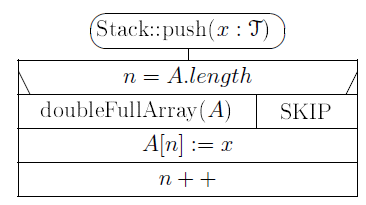 Stack::push(x : 𝒯)
n = A.length
doubleFullArray(A) SKIP
A[n] := x
n + +